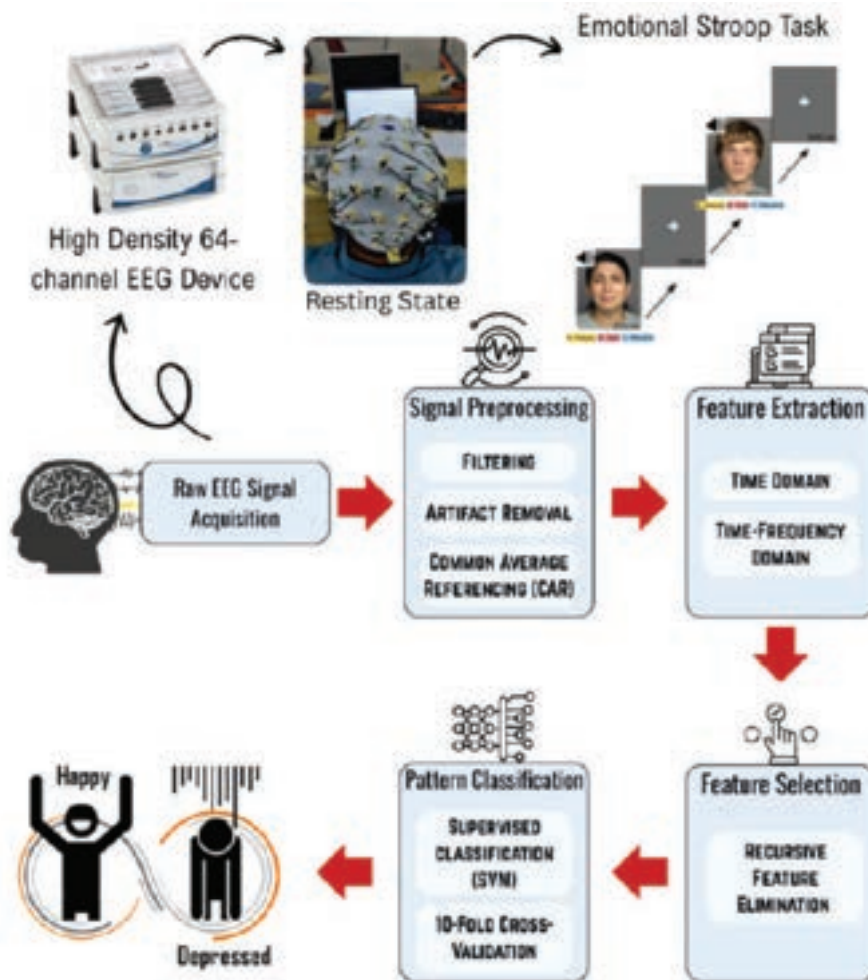 Emotional Stroop Task
High Density 64-
channel EEG Device
Resting State
Signal Preprocessing
FILTERING
ARTIFACT REMOVAL
COMMON AVERAGE
REFERENCING (CAR)
Feature Extraction
TIME DOMAIN
TIME-FREQUENCY
DOMAIN
Raw EEG Signal
Acquisition
Happy
Depressed
Pattern Classification
SUPERVISED
CLASSIFICATION
(SVM)
10-FOLD CROSS-
VALIDATION
Feature Selection
RECURSIVE
FEATURE
ELIMINATION